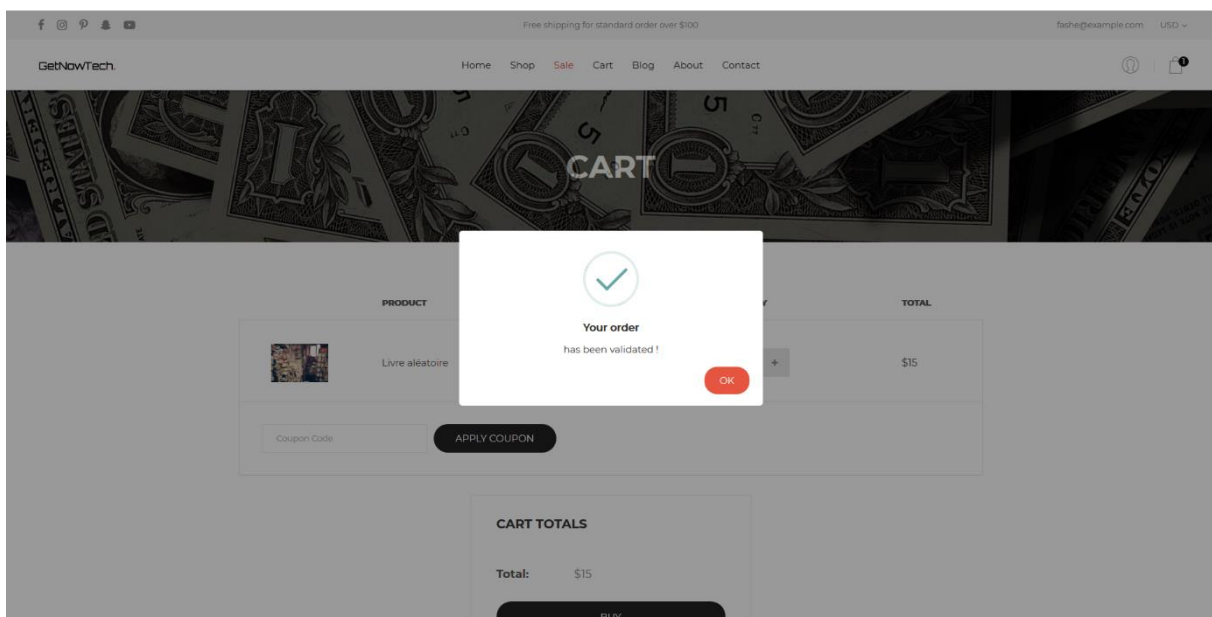 Free shipping for standard order over $100
fashe@example.com USD
GetNowTech.
Home Shop Sale Cart Blog About Contact
1
CART
Your order
has been validated !
OK
PRODUCT TOTAL
Livre aléatoire + $15
Coupon Code APPLY COUPON
CART TOTALS
Total: $15
BUY